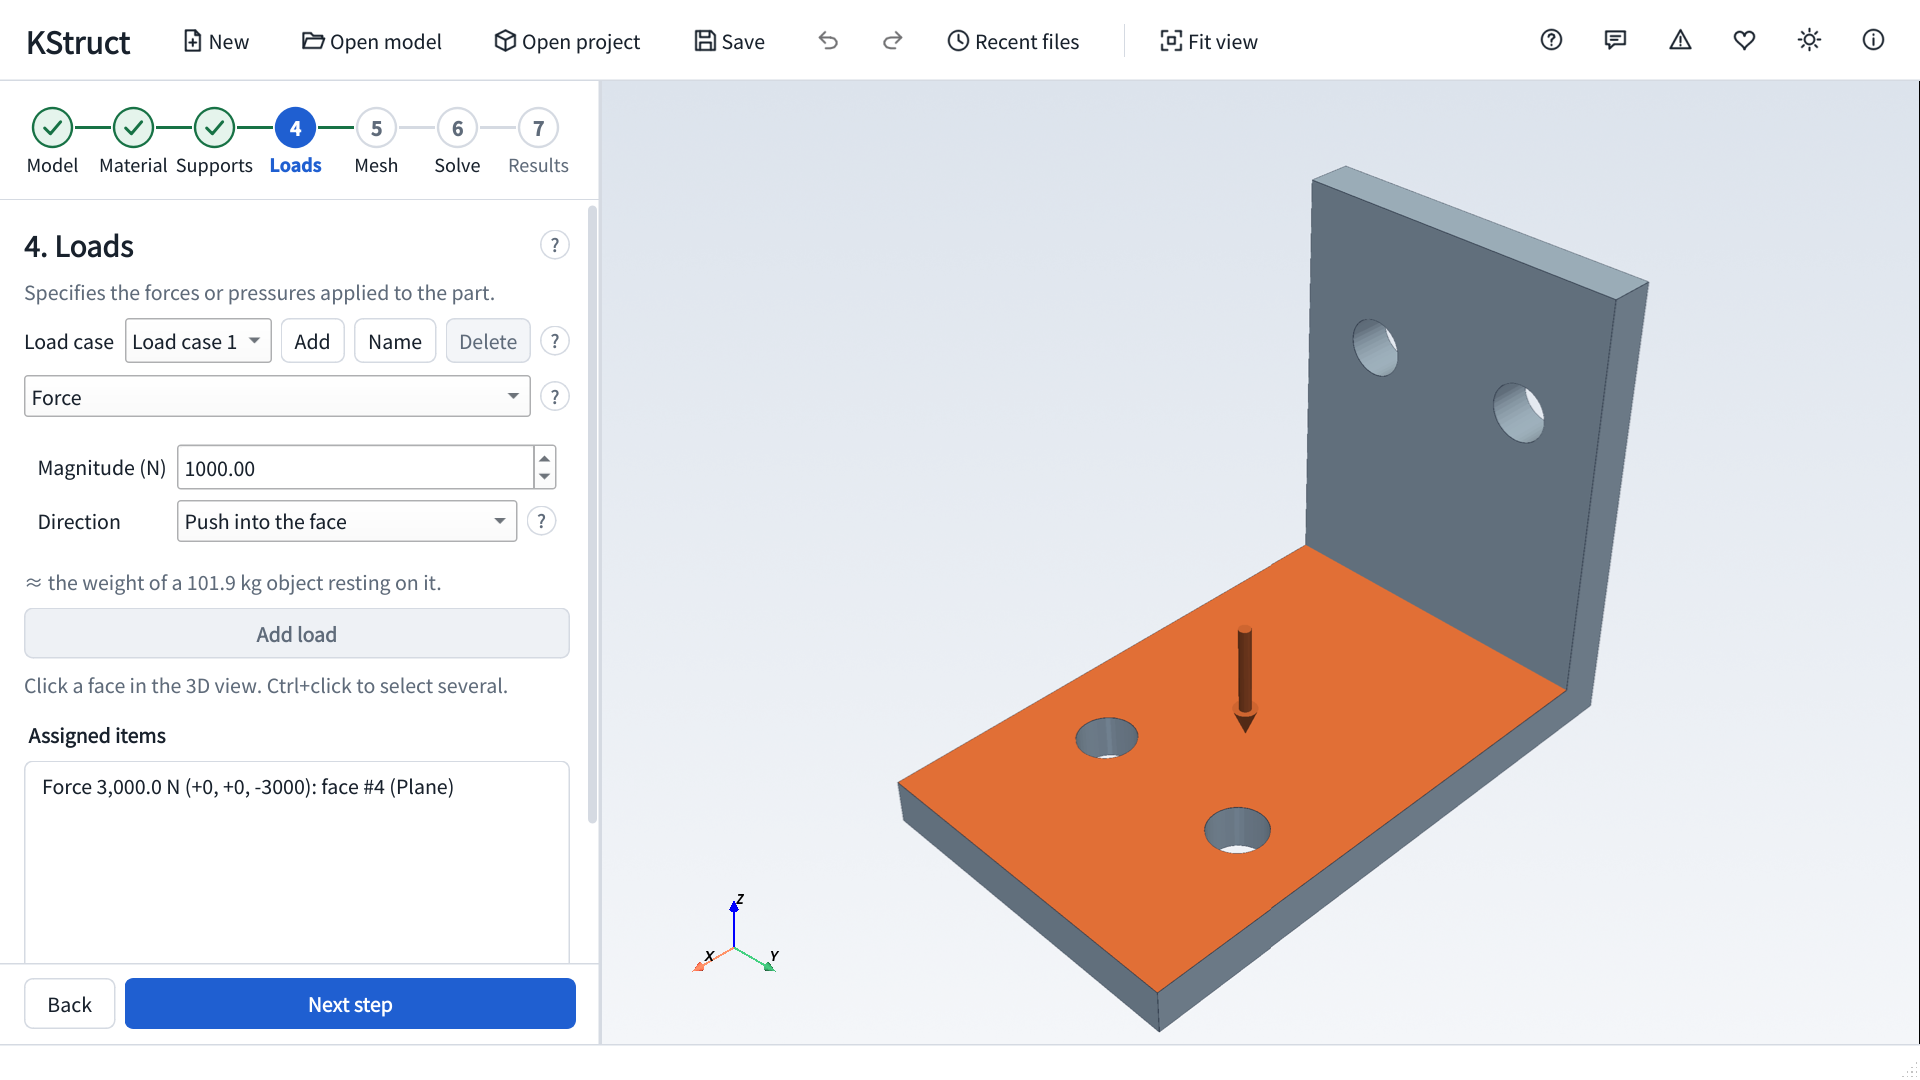 KStruct New Open model Open project Save Recent files Fit view
4 5 6 7
Model Material Supports Loads Mesh Solve Results
4. Loads ?
Specifies the forces or pressures applied to the part.
Load case Load case 1 Add Name Delete ?
Force ?
Magnitude (N) 1000.00
Direction Push into the face ?
≈ the weight of a 101.9 kg object resting on it.
Add load
Click a face in the 3D view. Ctrl+click to select several.
Assigned items
Force 3,000.0 N (+0, +0, -3000): face #4 (Plane)
Back Next step
Z
X Y